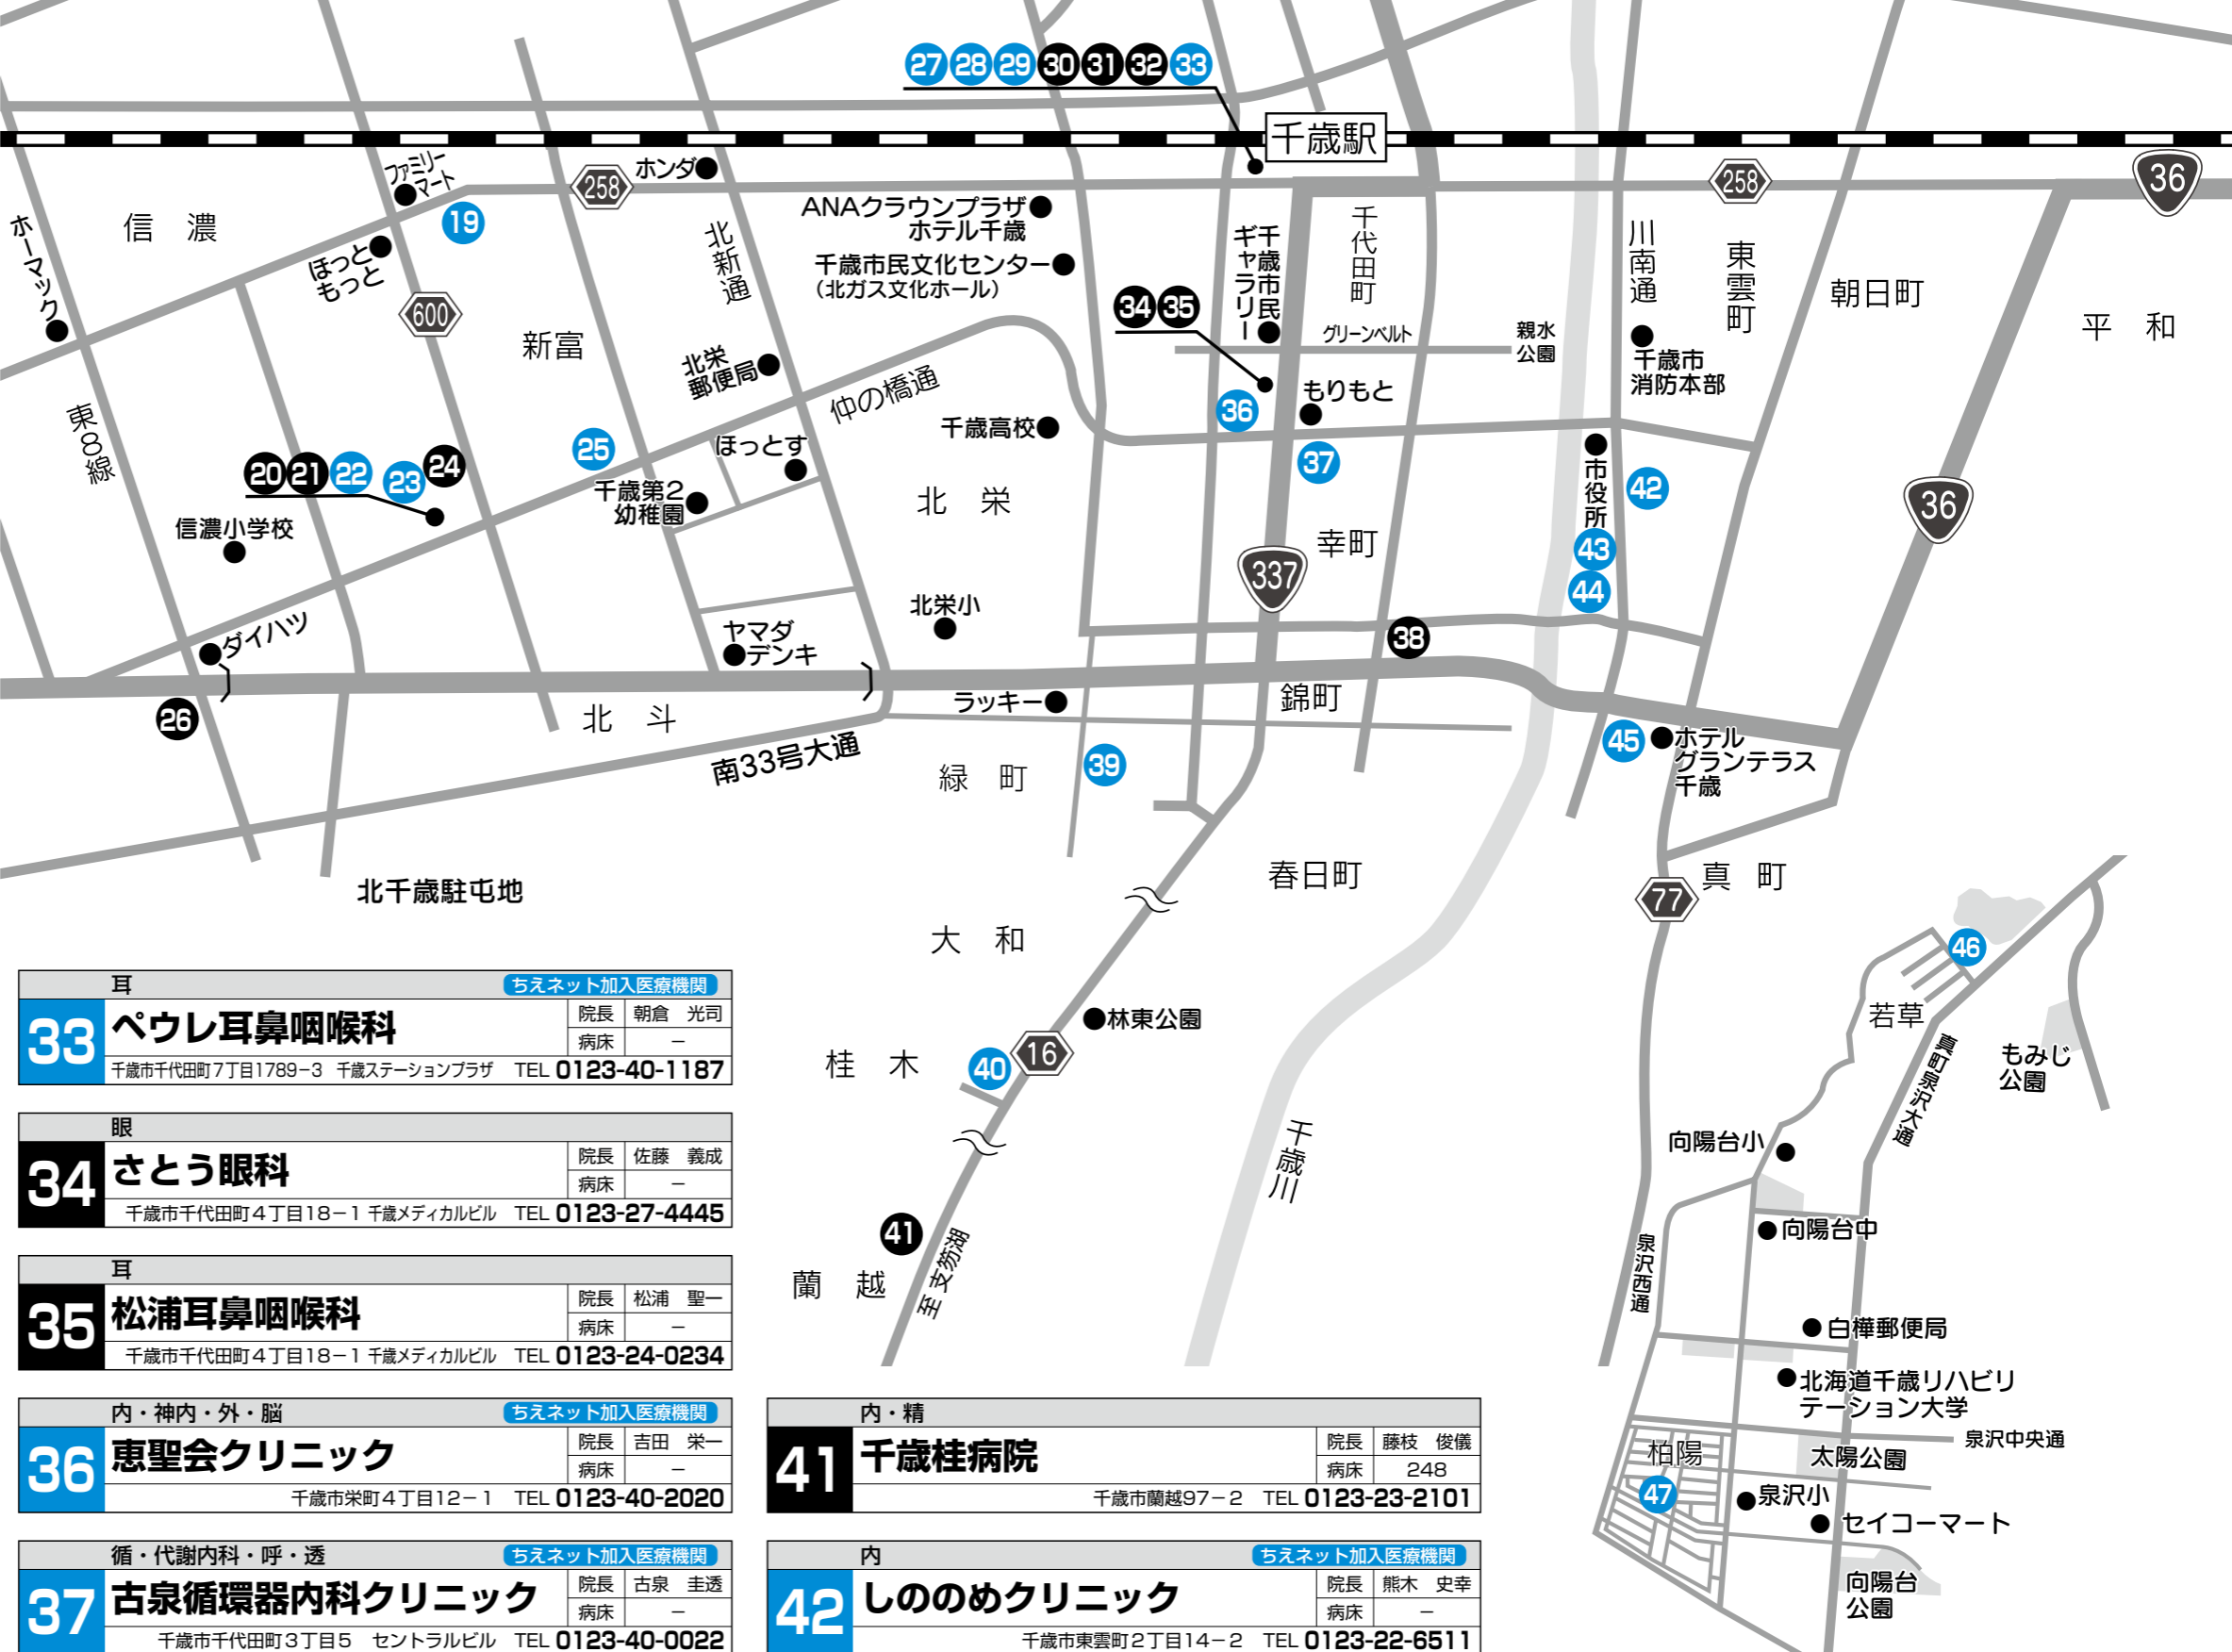 27 28 29 30 31 32 33
千歳駅
ファミリー
マート
258
ホンダ
258
36
19
信 濃
ホーマック
ほっと
もっと
600
北新通
ANAクラウンプラザ
ホテル千歳
千歳市民文化センター
(北ガス文化ホール)
千歳市民
ギャラリー
千代田町
川南通
東雲町
朝日町
平 和
34 35
グリーンベルト
親水
公園
千歳市
消防本部
新富
北栄
郵便局
仲の橋通
36
もりもと
東8線
千歳高校
ほっとす
37
25
20 21 22 23 24
千歳第2
幼稚園
北 栄
市役所
42
36
信濃小学校
幸町
43
337
44
北栄小
ダイハツ
ヤマダ
デンキ
38
26
北 斗
ラッキー
錦町
45
ホテル
グランテラス
千歳
南33号大通
緑 町
39
北千歳駐屯地
春日町
真 町
77
大 和
46
林東公園
若草
桂 木
40
16
真町泉沢大通
もみじ
公園
千歳川
向陽台小
41
至 支笏湖
蘭 越
向陽台中
泉沢西通
白樺郵便局
北海道千歳リハビリ
テーション大学
泉沢中央通
柏陽
太陽公園
47
泉沢小
セイコーマート
向陽台
公園
耳 ちえネット加入医療機関
33 ペウレ耳鼻咽喉科 院長 朝倉 光司
病床 −
千歳市千代田町7丁目1789−3 千歳ステーションプラザ TEL 0123-40-1187
眼
34 さとう眼科 院長 佐藤 義成
病床 −
千歳市千代田町4丁目18−1 千歳メディカルビル TEL 0123-27-4445
耳
35 松浦耳鼻咽喉科 院長 松浦 聖一
病床 −
千歳市千代田町4丁目18−1 千歳メディカルビル TEL 0123-24-0234
内・神内・外・脳 ちえネット加入医療機関
36 恵聖会クリニック 院長 吉田 栄一
病床 −
千歳市栄町4丁目12−1 TEL 0123-40-2020
循・代謝内科・呼・透 ちえネット加入医療機関
37 古泉循環器内科クリニック 院長 古泉 圭透
病床 −
千歳市千代田町3丁目5 セントラルビル TEL 0123-40-0022
内・精
41 千歳桂病院 院長 藤枝 俊儀
病床 248
千歳市蘭越97−2 TEL 0123-23-2101
内 ちえネット加入医療機関
42 しののめクリニック 院長 熊木 史幸
病床 −
千歳市東雲町2丁目14−2 TEL 0123-22-6511